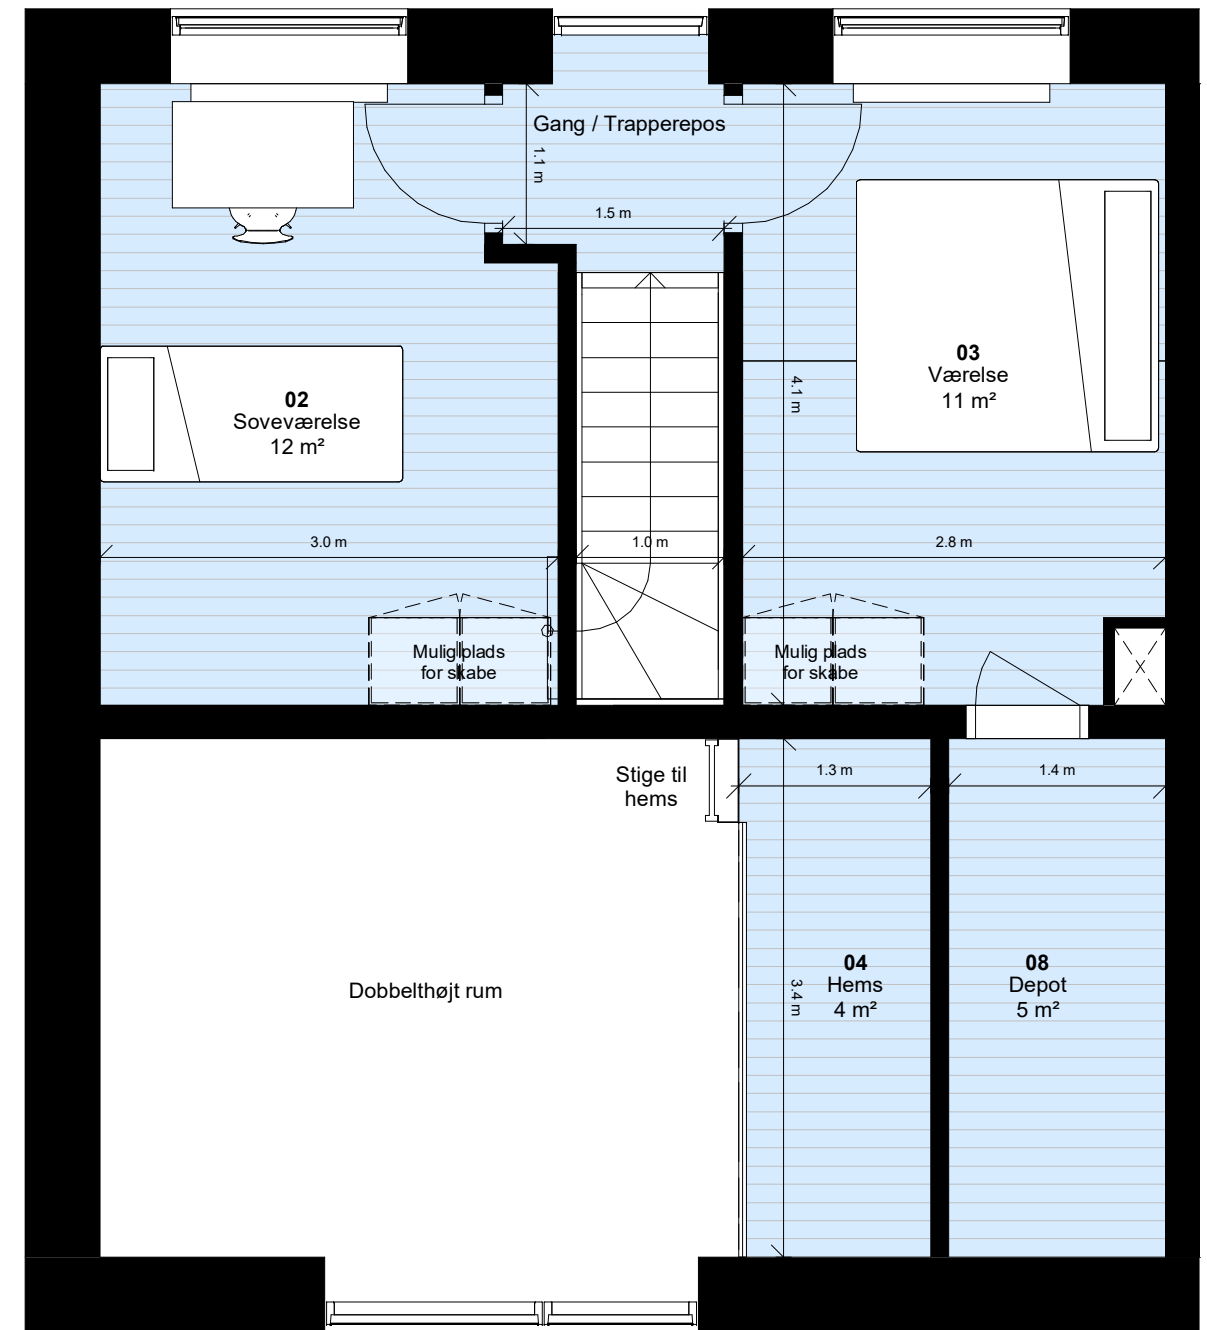 Gang / Trapperepos
1.1 m
1.5 m
03
Værelse
11 m²
4.1 m
02
Soveværelse
12 m²
3.0 m
1.0 m
2.8 m
Mulig plads
for skabe
Mulig plads
for skabe
Stige til
hems
1.3 m
1.4 m
04
Hems
4 m²
3.4 m
08
Depot
5 m²
Dobbelthøjt rum